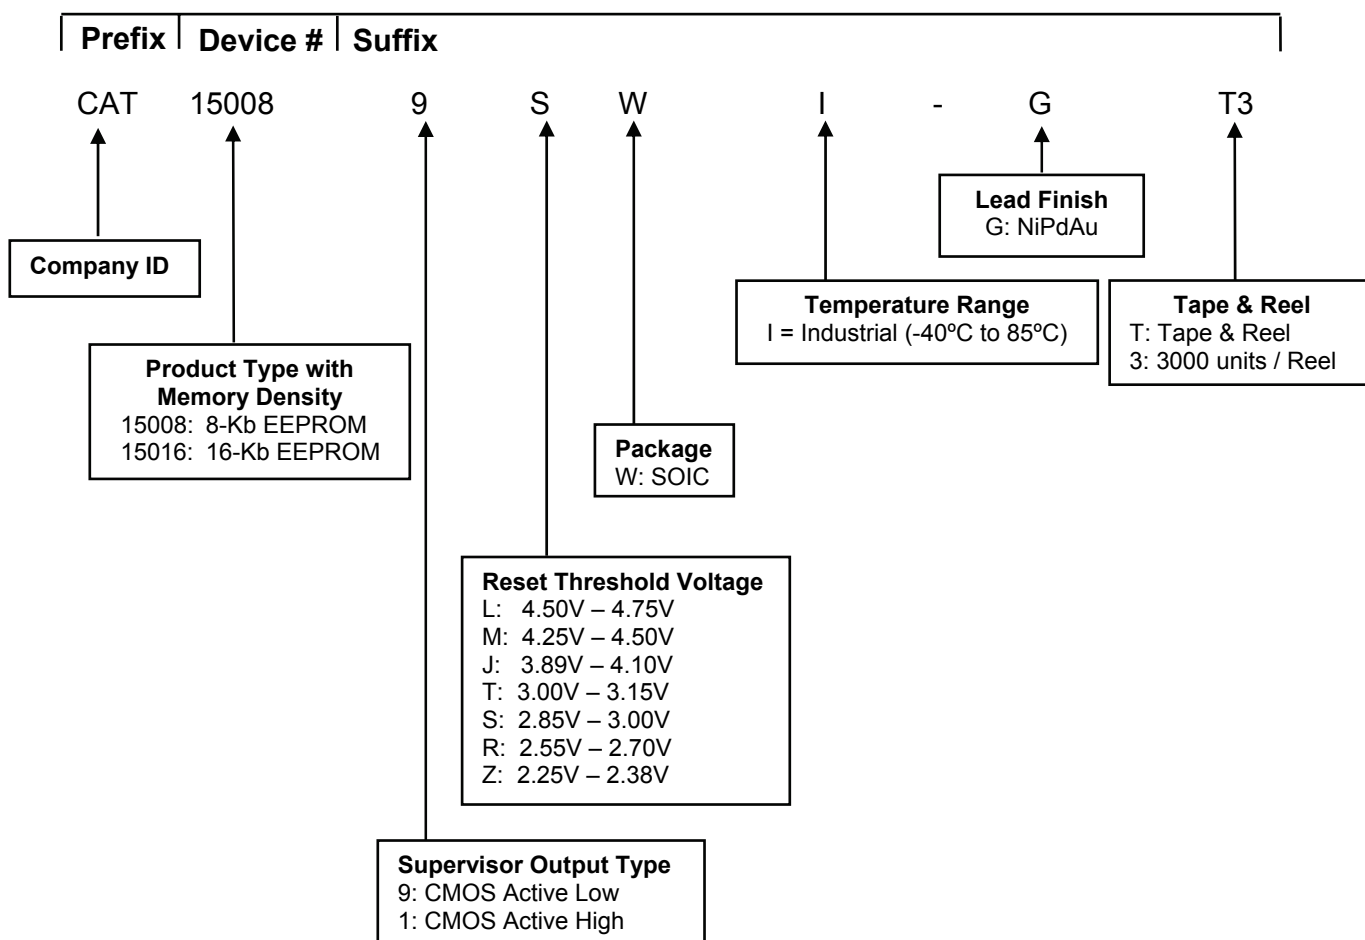 Prefix Device # Suffix
CAT 15008 9 S W I - G T3
Lead Finish
G: NiPdAu
Company ID
Temperature Range
I = Industrial (-40ºC to 85ºC)
Tape & Reel
T: Tape & Reel
3: 3000 units / Reel
Product Type with
Memory Density
15008: 8-Kb EEPROM
15016: 16-Kb EEPROM
Package
W: SOIC
Reset Threshold Voltage
L: 4.50V – 4.75V
M: 4.25V – 4.50V
J: 3.89V – 4.10V
T: 3.00V – 3.15V
S: 2.85V – 3.00V
R: 2.55V – 2.70V
Z: 2.25V – 2.38V
Supervisor Output Type
9: CMOS Active Low
1: CMOS Active High